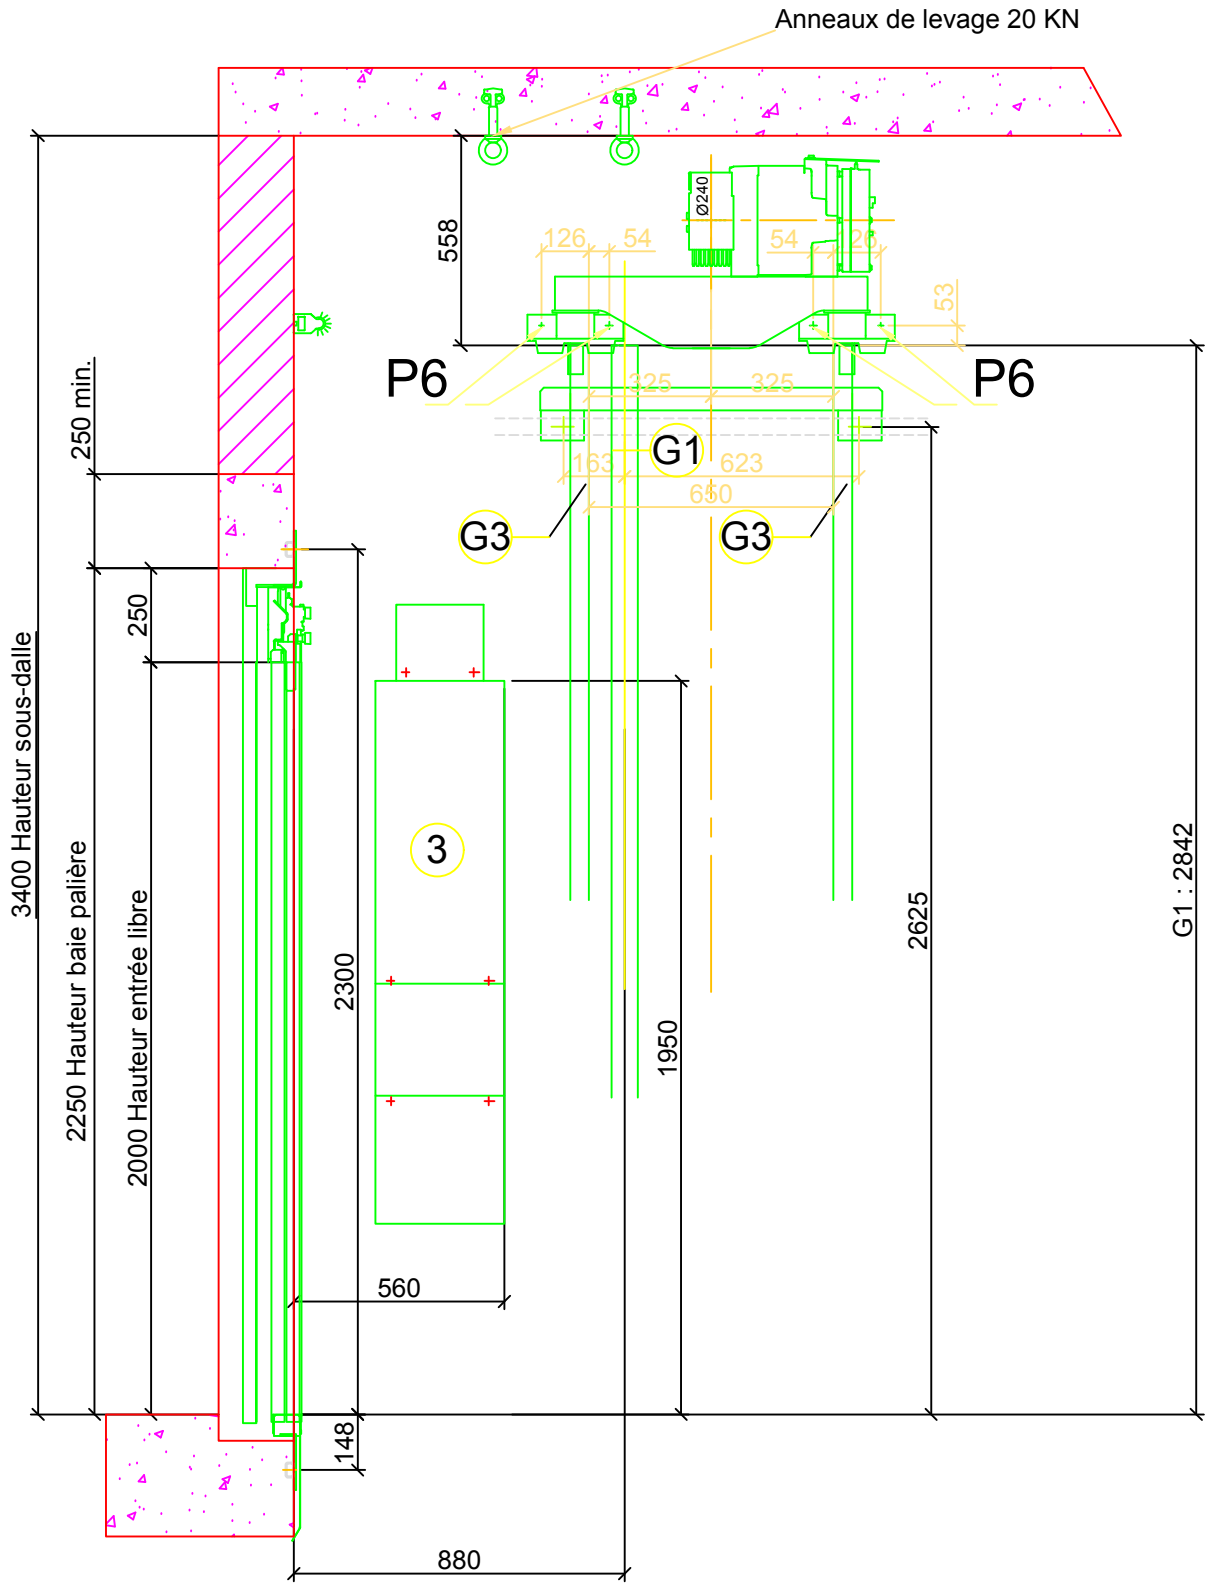 Anneaux de levage 20 KN
Ø240
558
126
54
54
126
53
P6
P6
325
325
250 min.
G1
163
623
650
G3
G3
250
3400 Hauteur sous-dalle
2250 Hauteur baie palière
2000 Hauteur entrée libre
3
2300
1950
2625
G1 : 2842
560
148
880